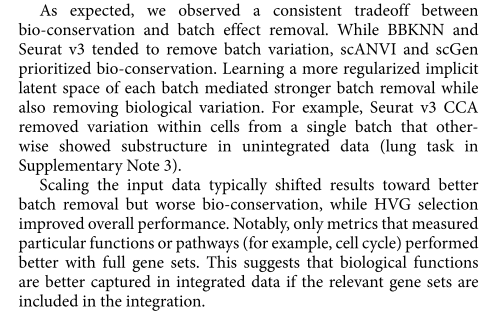 As expected, we observed a consistent tradeoff between
bio-conservation and batch effect removal. While BBKNN and
Seurat v3 tended to remove batch variation, scANVI and scGen
prioritized bio-conservation. Learning a more regularized implicit
latent space of each batch mediated stronger batch removal while
also removing biological variation. For example, Seurat v3 CCA
removed variation within cells from a single batch that other-
wise showed substructure in unintegrated data (lung task in
Supplementary Note 3).
Scaling the input data typically shifted results toward better
batch removal but worse bio-conservation, while HVG selection
improved overall performance. Notably, only metrics that measured
particular functions or pathways (for example, cell cycle) performed
better with full gene sets. This suggests that biological functions
are better captured in integrated data if the relevant gene sets are
included in the integration.